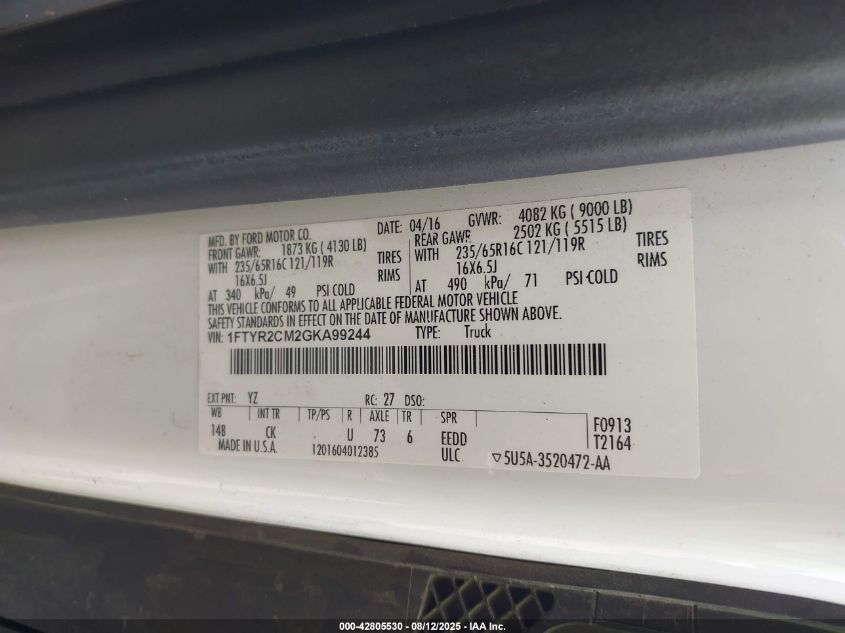 MFD. BY FORD MOTOR CO. DATE: 04/16 GVWR: 4082 KG ( 9000 LB)
FRONT GAWR: 1873 KG ( 4130 LB) REAR GAWR: 2502 KG ( 5515 LB)
WITH 235/65R16C 121/119R TIRES WITH 235/65R16C 121/119R TIRES
16X6.5J RIMS 16X6.5J RIMS
AT 340 kPa/ 49 PSI COLD AT 490 kPa/ 71 PSI COLD
THIS VEHICLE CONFORMS TO ALL APPLICABLE FEDERAL MOTOR VEHICLE
SAFETY STANDARDS IN EFFECT ON THE DATE OF MANUFACTURE SHOWN ABOVE.
VIN: 1FTYR2CM2GKA99244 TYPE: Truck
EXT PNT: YZ RC: 27 DSO:
WB INT TR TP/PS R AXLE TR SPR F0913
148 CK U 73 6 EEDD T2164
MADE IN U.S.A. 1201604012385 ULC ▽5U5A-3520472-AA
000-42805530 - 08/12/2025 - IAA Inc.